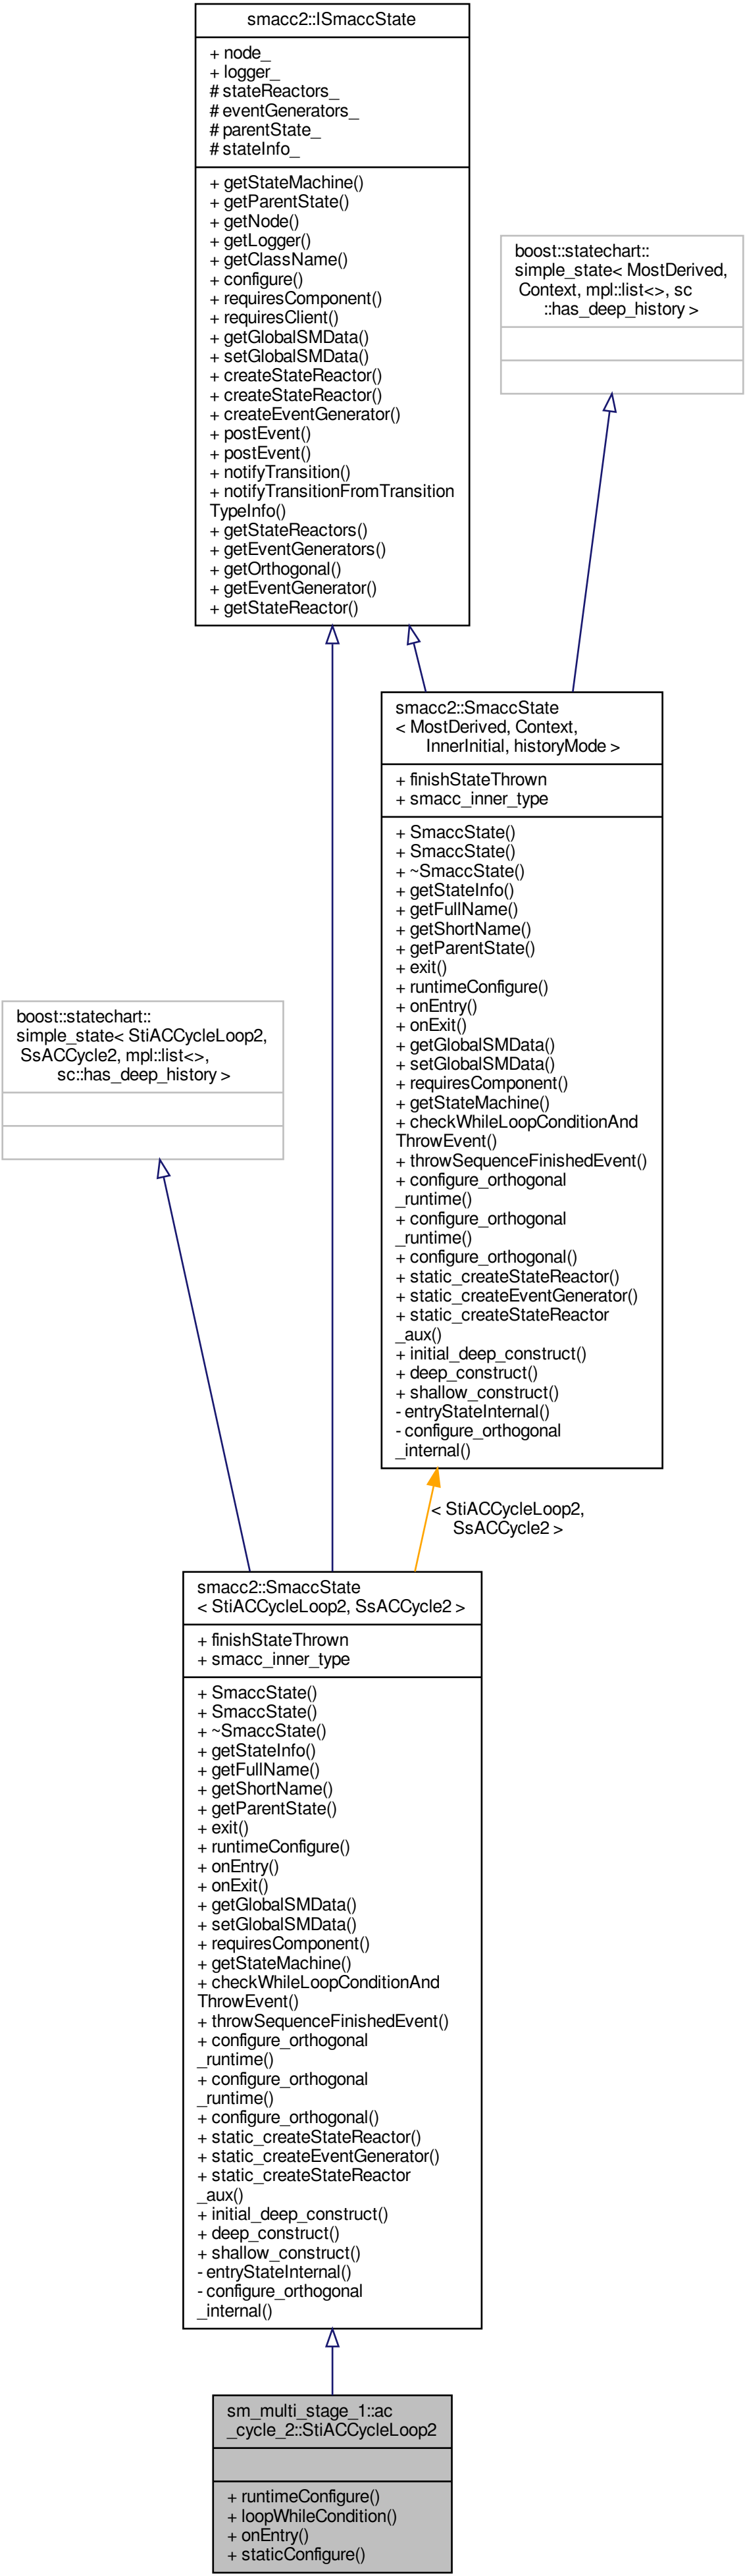 smacc2::ISmaccState
+ node_
+ logger_
# stateReactors_
# eventGenerators_
# parentState_
# stateInfo_
+ getStateMachine()
+ getParentState()
+ getNode()
+ getLogger()
+ getClassName()
+ configure()
+ requiresComponent()
+ requiresClient()
+ getGlobalSMData()
+ setGlobalSMData()
+ createStateReactor()
+ createStateReactor()
+ createEventGenerator()
+ postEvent()
+ postEvent()
+ notifyTransition()
+ notifyTransitionFromTransition
TypeInfo()
+ getStateReactors()
+ getEventGenerators()
+ getOrthogonal()
+ getEventGenerator()
+ getStateReactor()
boost::statechart::
simple_state< MostDerived,
Context, mpl::list<>, sc
::has_deep_history >
smacc2::SmaccState
< MostDerived, Context,
InnerInitial, historyMode >
+ finishStateThrown
+ smacc_inner_type
+ SmaccState()
+ SmaccState()
+ ~SmaccState()
+ getStateInfo()
+ getFullName()
+ getShortName()
+ getParentState()
+ exit()
+ runtimeConfigure()
+ onEntry()
+ onExit()
+ getGlobalSMData()
+ setGlobalSMData()
+ requiresComponent()
+ getStateMachine()
+ checkWhileLoopConditionAnd
ThrowEvent()
+ throwSequenceFinishedEvent()
+ configure_orthogonal
_runtime()
+ configure_orthogonal
_runtime()
+ configure_orthogonal()
+ static_createStateReactor()
+ static_createEventGenerator()
+ static_createStateReactor
_aux()
+ initial_deep_construct()
+ deep_construct()
+ shallow_construct()
- entryStateInternal()
- configure_orthogonal
_internal()
boost::statechart::
simple_state< StiACCycleLoop2,
SsACCycle2, mpl::list<>,
sc::has_deep_history >
< StiACCycleLoop2,
SsACCycle2 >
smacc2::SmaccState
< StiACCycleLoop2, SsACCycle2 >
+ finishStateThrown
+ smacc_inner_type
+ SmaccState()
+ SmaccState()
+ ~SmaccState()
+ getStateInfo()
+ getFullName()
+ getShortName()
+ getParentState()
+ exit()
+ runtimeConfigure()
+ onEntry()
+ onExit()
+ getGlobalSMData()
+ setGlobalSMData()
+ requiresComponent()
+ getStateMachine()
+ checkWhileLoopConditionAnd
ThrowEvent()
+ throwSequenceFinishedEvent()
+ configure_orthogonal
_runtime()
+ configure_orthogonal
_runtime()
+ configure_orthogonal()
+ static_createStateReactor()
+ static_createEventGenerator()
+ static_createStateReactor
_aux()
+ initial_deep_construct()
+ deep_construct()
+ shallow_construct()
- entryStateInternal()
- configure_orthogonal
_internal()
sm_multi_stage_1::ac
_cycle_2::StiACCycleLoop2
+ runtimeConfigure()
+ loopWhileCondition()
+ onEntry()
+ staticConfigure()